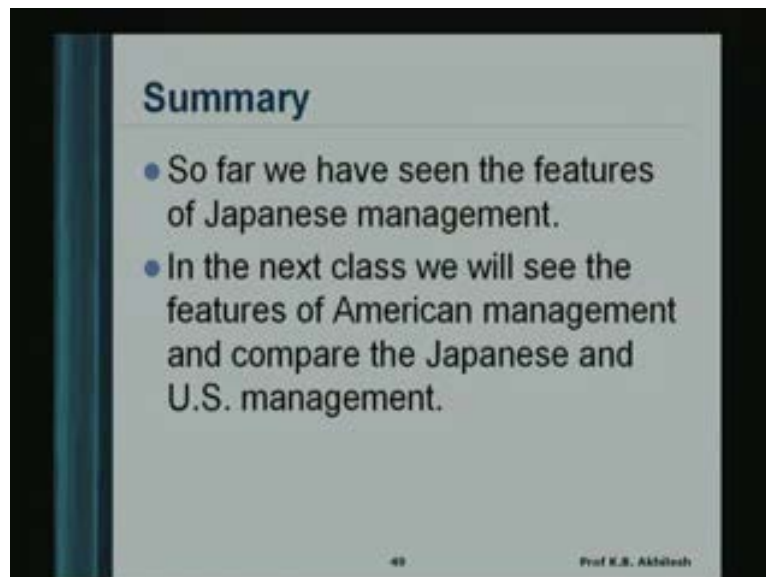 Summary
So far we have seen the features
of Japanese management.
In the next class we will see the
features of American management
and compare the Japanese and
U.S. management.
49
Prof K.B. Akhilesh